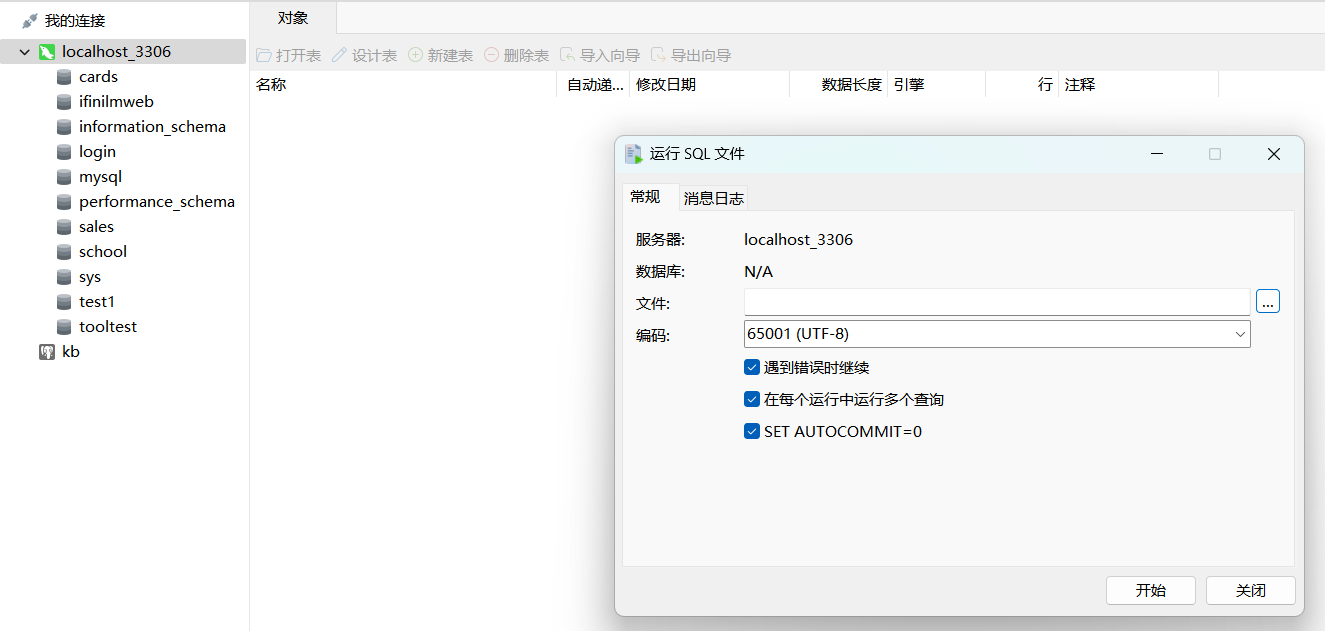 我的连接
localhost_3306
cards
ifinilmweb
information_schema
login
mysql
performance_schema
sales
school
sys
test1
tooltest
kb
对象
打开表 设计表 新建表 删除表 导入向导 导出向导
名称 自动递... 修改日期 数据长度 引擎 行 注释
运行 SQL 文件
常规 消息日志
服务器: localhost_3306
数据库: N/A
文件: ...
编码: 65001 (UTF-8)
遇到错误时继续
在每个运行中运行多个查询
SET AUTOCOMMIT=0
开始 关闭